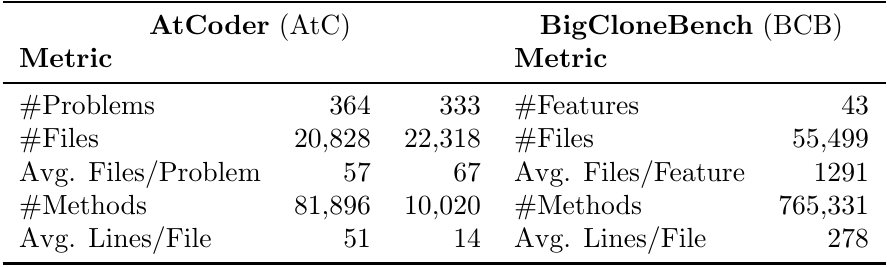 AtCoder (AtC) BigCloneBench (BCB)
Metric Metric
#Problems 364 333 #Features 43
#Files 20,828 22,318 #Files 55,499
Avg. Files/Problem 57 67 Avg. Files/Feature 1291
#Methods 81,896 10,020 #Methods 765,331
Avg. Lines/File 51 14 Avg. Lines/File 278